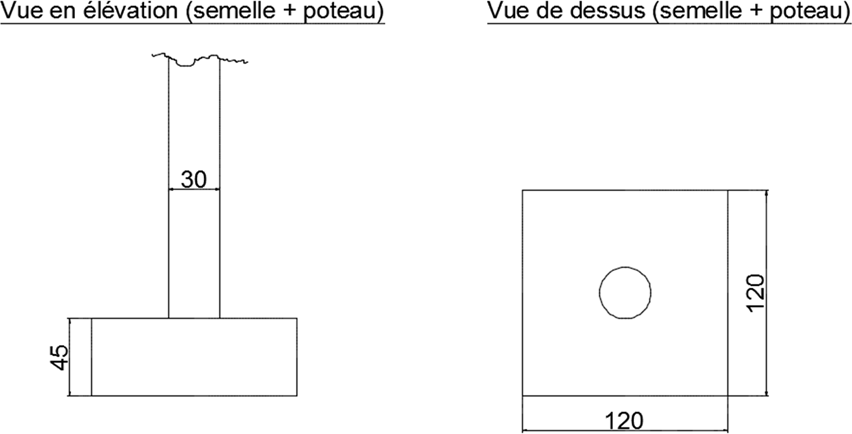 Vue en élévation (semelle + poteau)
Vue de dessus (semelle + poteau)
30
45
120
120